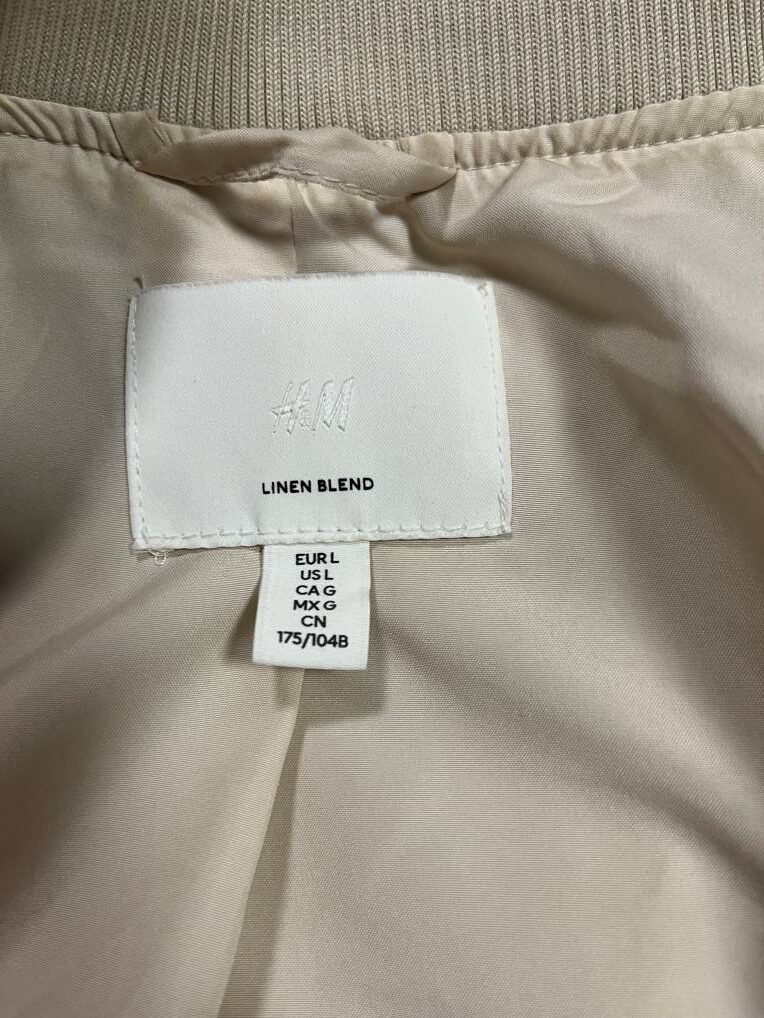 H&M
LINEN BLEND
EUR L
US L
CA G
MX G
CN
175/104B